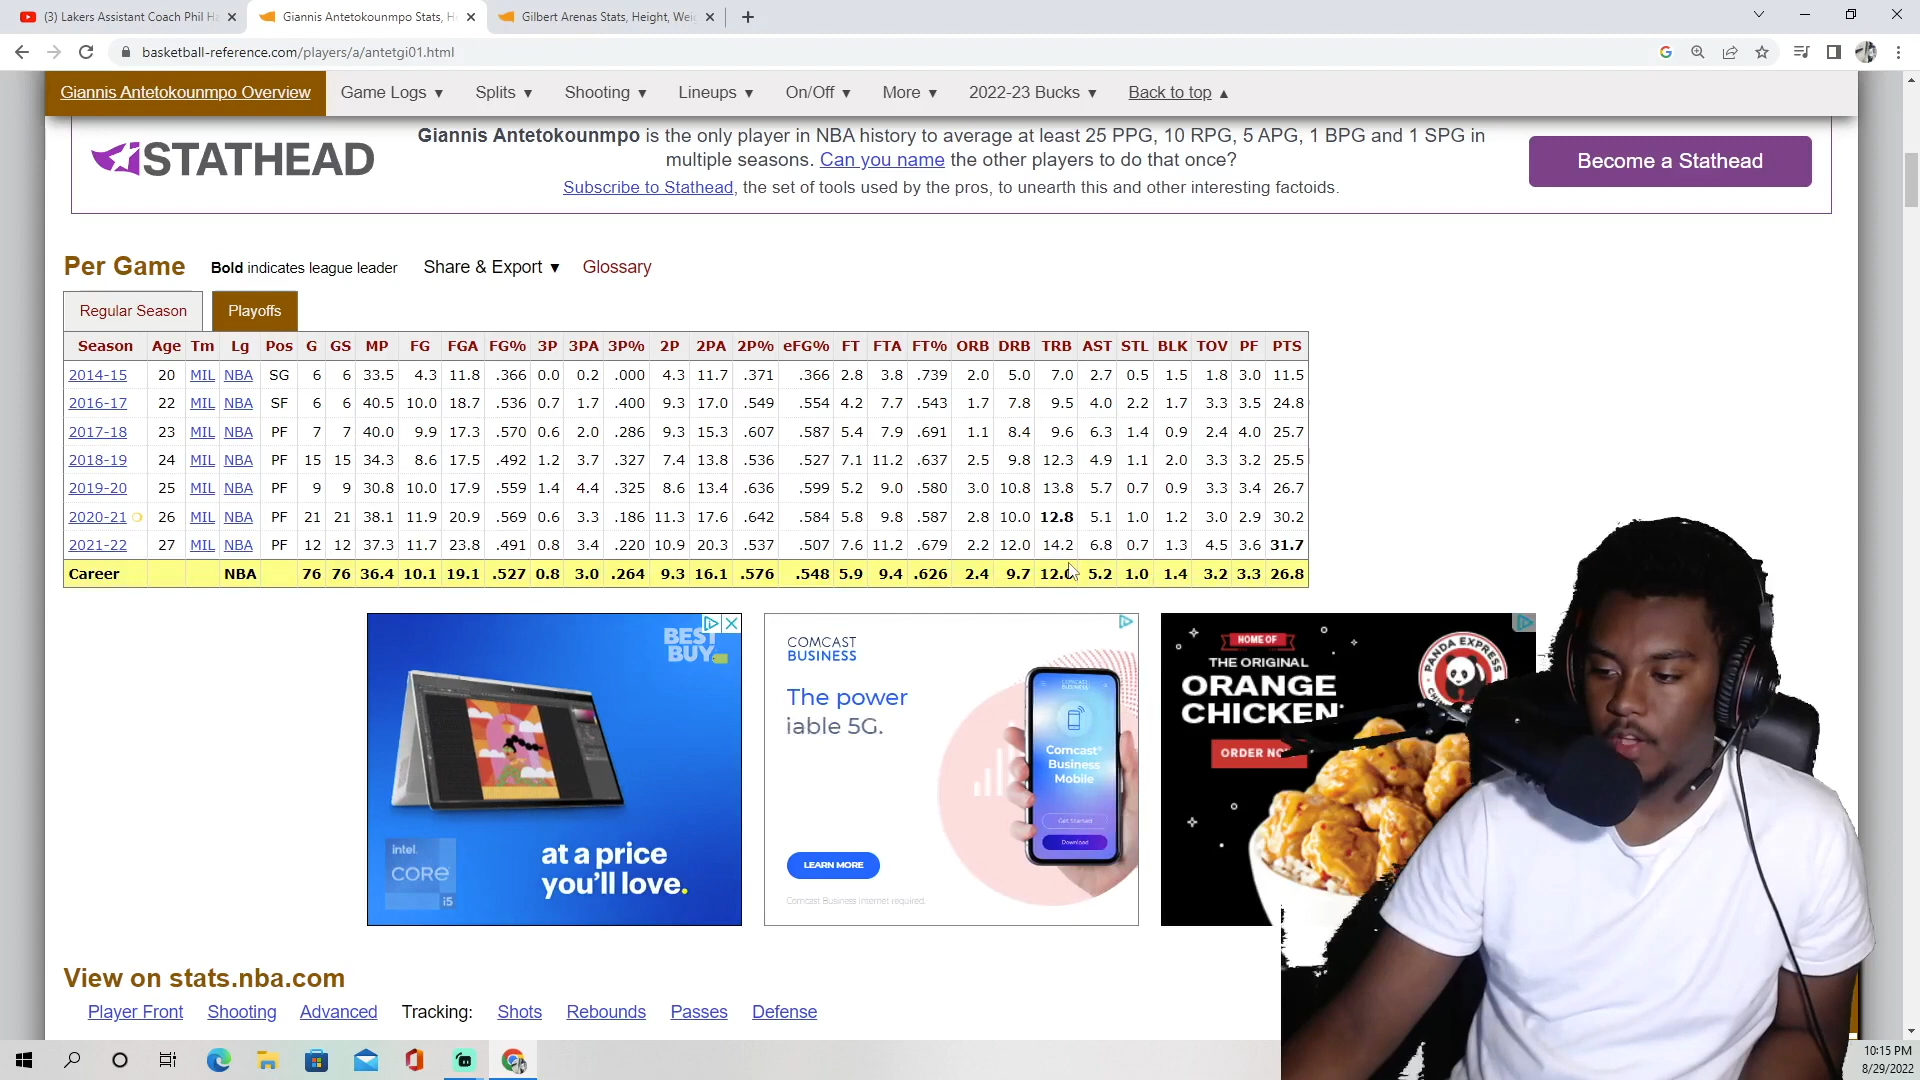 (3) Lakers Assistant Coach Phil Ha
Giannis Antetokounmpo Stats, H
Gilbert Arenas Stats, Height, Wei
basketball-reference.com/players/a/antetgi01.html
Giannis Antetokounmpo Overview Game Logs ▼ Splits ▼ Shooting ▼ Lineups ▼ On/Off ▼ More ▼ 2022-23 Bucks ▼ Back to top ▲
STATHEAD
Giannis Antetokounmpo is the only player in NBA history to average at least 25 PPG, 10 RPG, 5 APG, 1 BPG and 1 SPG in
multiple seasons. Can you name the other players to do that once?
Subscribe to Stathead, the set of tools used by the pros, to unearth this and other interesting factoids.
Become a Stathead
Per Game Bold indicates league leader Share & Export ▼ Glossary
Regular Season Playoffs
Season Age Tm Lg Pos G GS MP FG FGA FG% 3P 3PA 3P% 2P 2PA 2P% eFG% FT FTA FT% ORB DRB TRB AST STL BLK TOV PF PTS
2014-15 20 MIL NBA SG 6 6 33.5 4.3 11.8 .366 0.0 0.2 .000 4.3 11.7 .371 .366 2.8 3.8 .739 2.0 5.0 7.0 2.7 0.5 1.5 1.8 3.0 11.5
2016-17 22 MIL NBA SF 6 6 40.5 10.0 18.7 .536 0.7 1.7 .400 9.3 17.0 .549 .554 4.2 7.7 .543 1.7 7.8 9.5 4.0 2.2 1.7 3.3 3.5 24.8
2017-18 23 MIL NBA PF 7 7 40.0 9.9 17.3 .570 0.6 2.0 .286 9.3 15.3 .607 .587 5.4 7.9 .691 1.1 8.4 9.6 6.3 1.4 0.9 2.4 4.0 25.7
2018-19 24 MIL NBA PF 15 15 34.3 8.6 17.5 .492 1.2 3.7 .327 7.4 13.8 .536 .527 7.1 11.2 .637 2.5 9.8 12.3 4.9 1.1 2.0 3.3 3.2 25.5
2019-20 25 MIL NBA PF 9 9 30.8 10.0 17.9 .559 1.4 4.4 .325 8.6 13.4 .636 .599 5.2 9.0 .580 3.0 10.8 13.8 5.7 0.7 0.9 3.3 3.4 26.7
2020-21 26 MIL NBA PF 21 21 38.1 11.9 20.9 .569 0.6 3.3 .186 11.3 17.6 .642 .584 5.8 9.8 .587 2.8 10.0 12.8 5.1 1.0 1.2 3.0 2.9 30.2
2021-22 27 MIL NBA PF 12 12 37.3 11.7 23.8 .491 0.8 3.4 .220 10.9 20.3 .537 .507 7.6 11.2 .679 2.2 12.0 14.2 6.8 0.7 1.3 4.5 3.6 31.7
Career NBA 76 76 36.4 10.1 19.1 .527 0.8 3.0 .264 9.3 16.1 .576 .548 5.9 9.4 .626 2.4 9.7 12.0 5.2 1.0 1.4 3.2 3.3 26.8
BEST
BUY
intel.
CORE
i5
at a price
you'll love.
COMCAST
BUSINESS
The power
iable 5G.
Comcast
Business
Mobile
Get Started
Download
LEARN MORE
Comcast Business Internet required.
HOME OF
THE ORIGINAL
ORANGE
CHICKEN
ORDER NO
PANDA EXPRESS
View on stats.nba.com
Player Front Shooting Advanced Tracking: Shots Rebounds Passes Defense
10:15 PM
8/29/2022